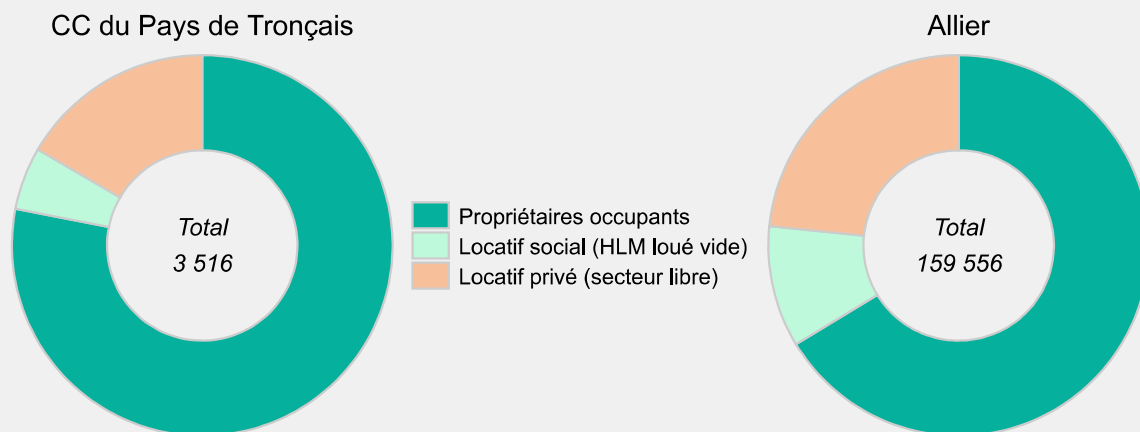 CC du Pays de Tronçais
Total
3 516
Propriétaires occupants
Locatif social (HLM loué vide)
Locatif privé (secteur libre)
Allier
Total
159 556